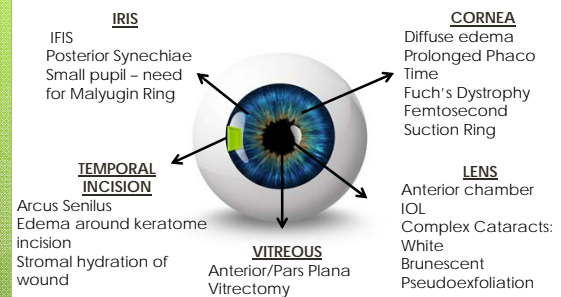 IRIS
IFIS
Posterior Synechiae
Small pupil – need
for Malyugin Ring
CORNEA
Diffuse edema
Prolonged Phaco
Time
Fuch's Dystrophy
Femtosecond
Suction Ring
TEMPORAL
INCISION
Arcus Senilus
Edema around keratome
incision
Stromal hydration of
wound
VITREOUS
Anterior/Pars Plana
Vitrectomy
LENS
Anterior chamber
IOL
Complex Cataracts:
White
Brunescent
Pseudoexfoliation